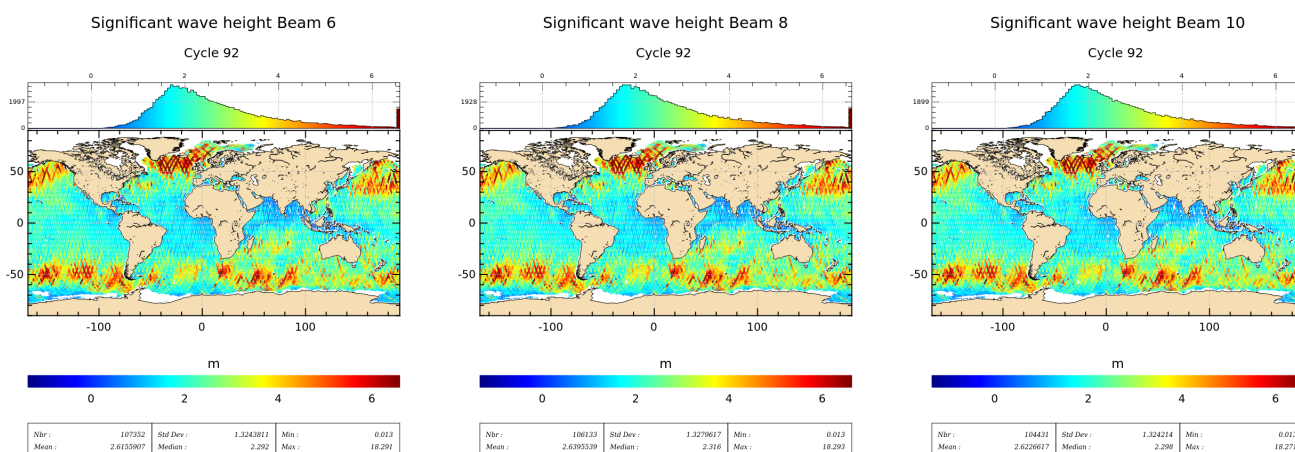 Significant wave height Beam 6
Cycle 92
0 2 4 6
1997
0
50
0
-50
-100 0 100
m
0 2 4 6
Nbr : 107352 Std Dev : 1.3243811 Min : 0.013
Mean : 2.6155907 Median : 2.292 Max : 18.291
Significant wave height Beam 8
Cycle 92
0 2 4 6
1928
0
50
0
-50
-100 0 100
m
0 2 4 6
Nbr : 106133 Std Dev : 1.3279617 Min : 0.013
Mean : 2.6395539 Median : 2.316 Max : 18.293
Significant wave height Beam 10
Cycle 92
0 2 4 6
1899
0
50
0
-50
-100 0 100
m
0 2 4 6
Nbr : 104431 Std Dev : 1.324214 Min : 0.013
Mean : 2.6226617 Median : 2.298 Max : 18.271